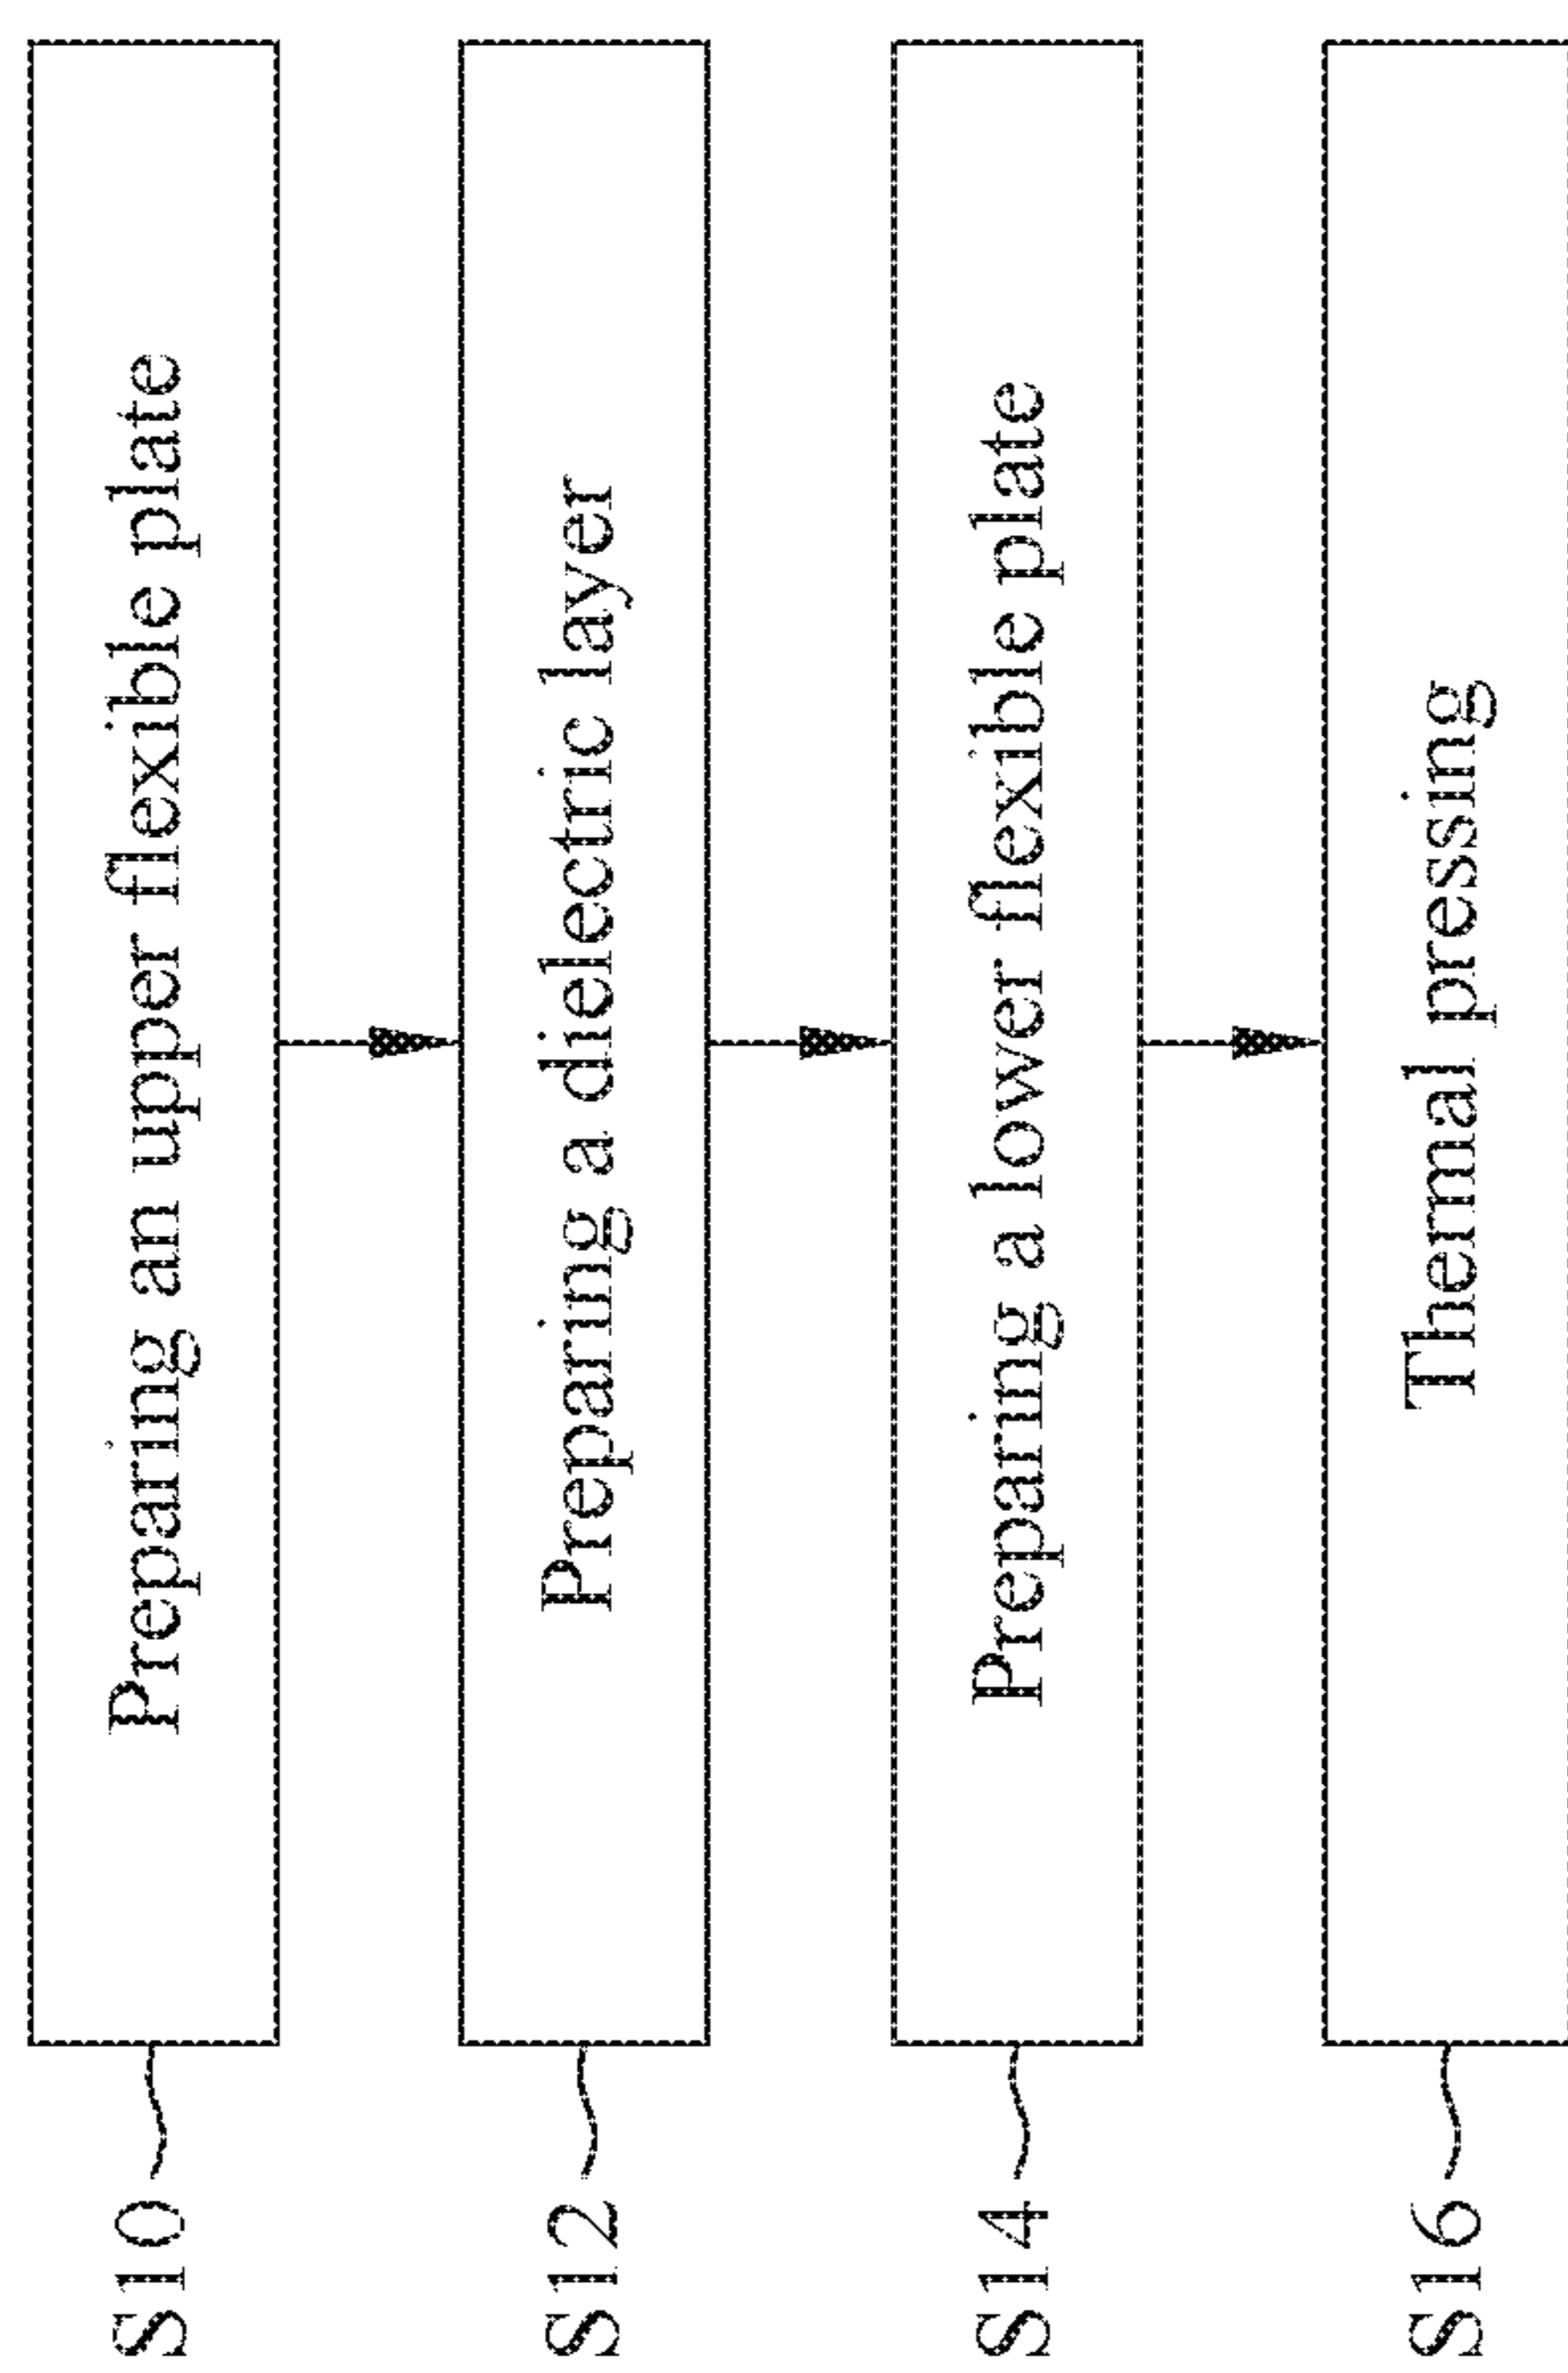 S10
Preparing an upper flexible plate
S12
Preparing a dielectric layer
S14
Preparing a lower flexible plate
S16
Thermal pressing